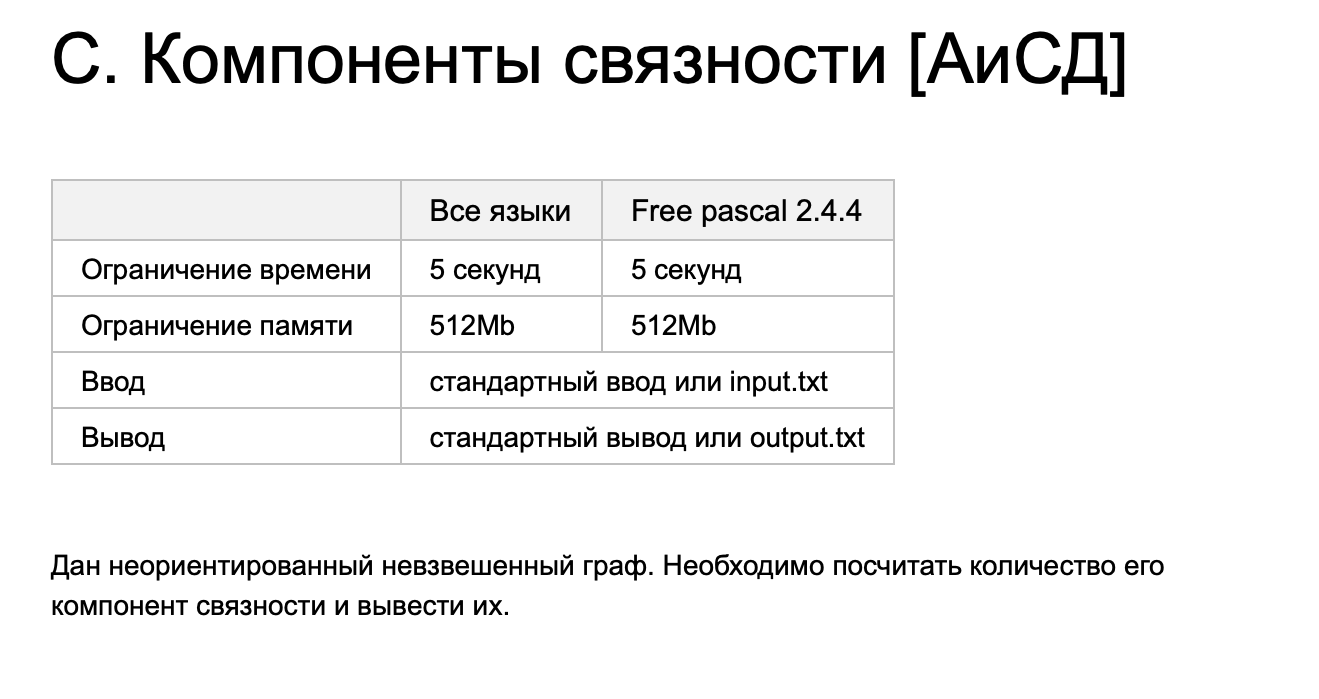 C. Компоненты связности [АиСД]
Все языки Free pascal 2.4.4
Ограничение времени 5 секунд 5 секунд
Ограничение памяти 512Mb 512Mb
Ввод стандартный ввод или input.txt
Вывод стандартный вывод или output.txt
Дан неориентированный невзвешенный граф. Необходимо посчитать количество его
компонент связности и вывести их.